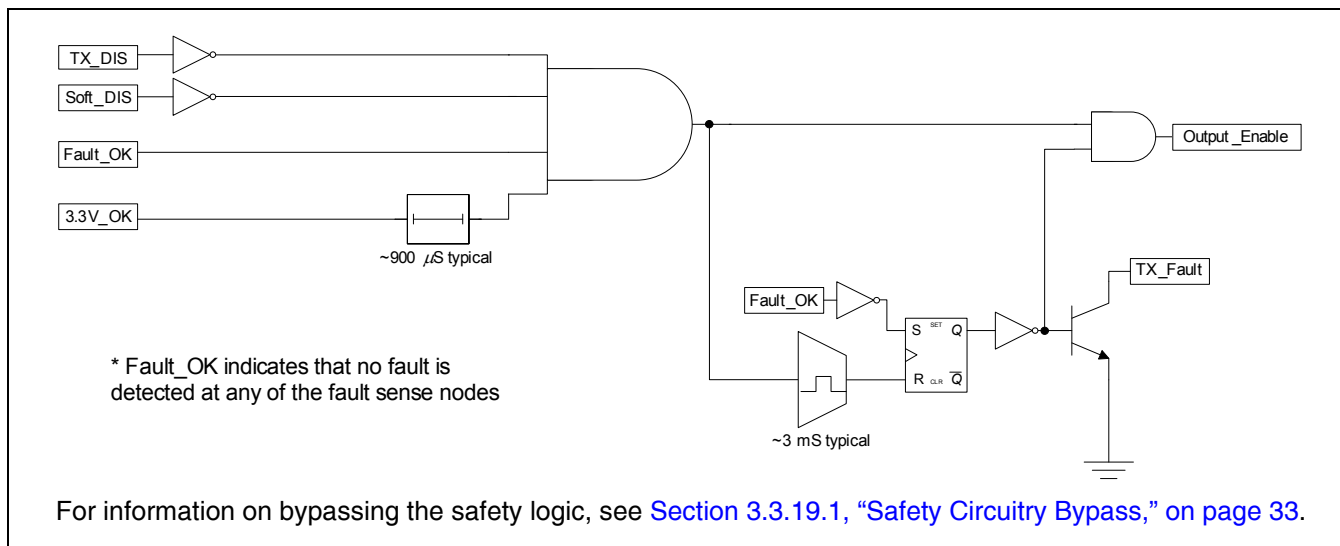 TX_DIS
Soft_DIS
Fault_OK
3.3V_OK
~900 µS typical
Output _Enable
TX_Fault
Fault_OK
S SET Q
R CLR Q̅
~3 mS typical
* Fault_OK indicates that no fault is
detected at any of the fault sense nodes
For information on bypassing the safety logic, see Section 3.3.19.1, “Safety Circuitry Bypass,” on page 33.